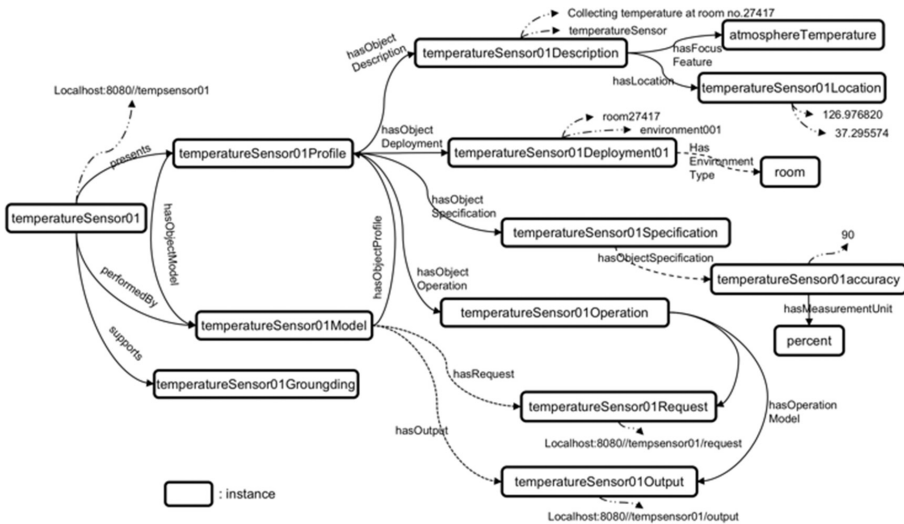 Collecting temperature at room no.27417
temperatureSensor
hasObject
Description
temperatureSensor01Description
atmosphereTemperature
hasFocus
Feature
hasLocation
temperatureSensor01Location
126.976820
37.295574
Localhost:8080//tempsensor01
presents
temperatureSensor01Profile
hasObject
Deployment
room27417
environment001
temperatureSensor01Deployment01
Has
Environment
Type
room
temperatureSensor01
hasObjectModel
hasObjectProfile
hasObject
Specification
temperatureSensor01Specification
90
hasObjectSpecification
temperatureSensor01accuracy
hasMeasurementUnit
percent
performedBy
hasObject
Operation
temperatureSensor01Operation
temperatureSensor01Model
supports
temperatureSensor01Groungding
hasRequest
temperatureSensor01Request
Localhost:8080//tempsensor01/request
hasOperation
Model
hasOutput
temperatureSensor01Output
Localhost:8080//tempsensor01/output
: instance